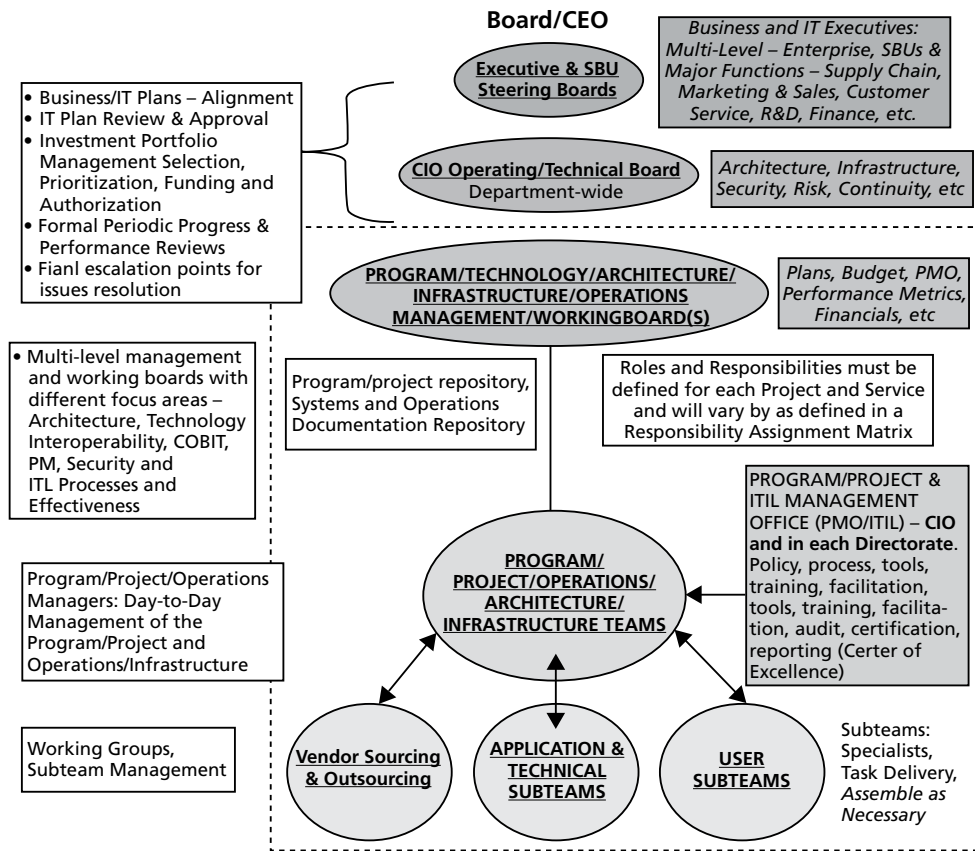 Board/CEO
Executive & SBU
Steering Boards
Business and IT Executives:
Multi-Level – Enterprise, SBUs &
Major Functions – Supply Chain,
Marketing & Sales, Customer
Service, R&D, Finance, etc.
• Business/IT Plans – Alignment
• IT Plan Review & Approval
• Investment Portfolio
Management Selection,
Prioritization, Funding and
Authorization
• Formal Periodic Progress &
Performance Reviews
• Fianl escalation points for
issues resolution
CIO Operating/Technical Board
Department-wide
Architecture, Infrastructure,
Security, Risk, Continuity, etc
PROGRAM/TECHNOLOGY/ARCHITECTURE/
INFRASTRUCTURE/OPERATIONS
MANAGEMENT/WORKINGBOARD(S)
Plans, Budget, PMO,
Performance Metrics,
Financials, etc
• Multi-level management
and working boards with
different focus areas –
Architecture, Technology
Interoperability, COBIT,
PM, Security and
ITL Processes and
Effectiveness
Program/project repository,
Systems and Operations
Documentation Repository
Roles and Responsibilities must be
defined for each Project and Service
and will vary by as defined in a
Responsibility Assignment Matrix
PROGRAM/PROJECT &
ITIL MANAGEMENT
OFFICE (PMO/ITIL) – CIO
and in each Directorate.
Policy, process, tools,
training, facilitation,
tools, training, facilita-
tion, audit, certification,
reporting (Certer of
Excellence)
PROGRAM/
PROJECT/OPERATIONS/
ARCHITECTURE/
INFRASTRUCTURE TEAMS
Program/Project/Operations
Managers: Day-to-Day
Management of the
Program/Project and
Operations/Infrastructure
Working Groups,
Subteam Management
Vendor Sourcing
& Outsourcing
APPLICATION &
TECHNICAL
SUBTEAMS
USER
SUBTEAMS
Subteams:
Specialists,
Task Delivery,
Assemble as
Necessary